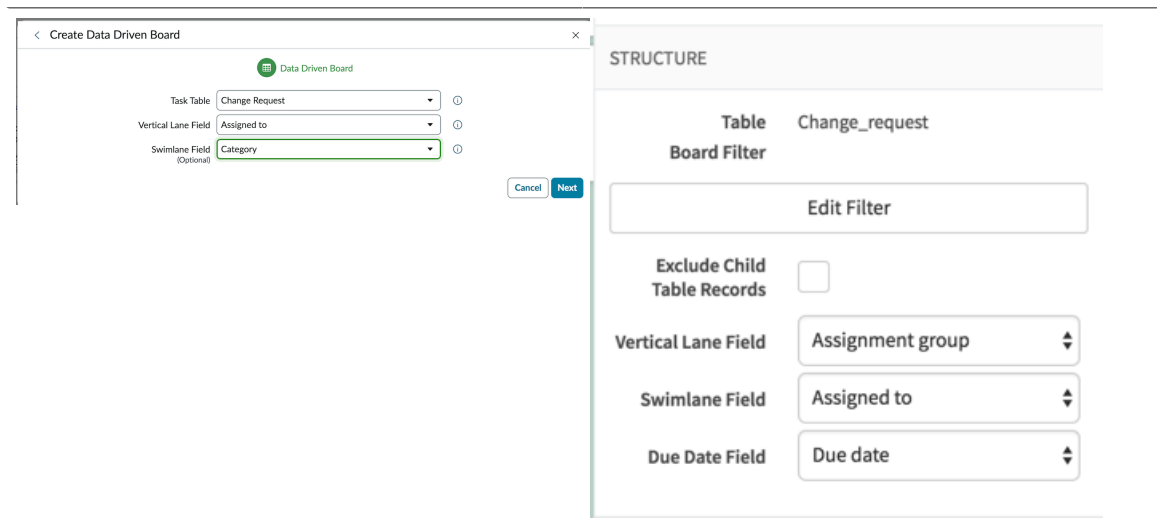 Create Data Driven Board
Data Driven Board
Task Table Change Request
Vertical Lane Field Assigned to
Swimlane Field Category
(Optional)
Cancel Next
STRUCTURE
Table Change_request
Board Filter
Edit Filter
Exclude Child
Table Records
Vertical Lane Field Assignment group
Swimlane Field Assigned to
Due Date Field Due date